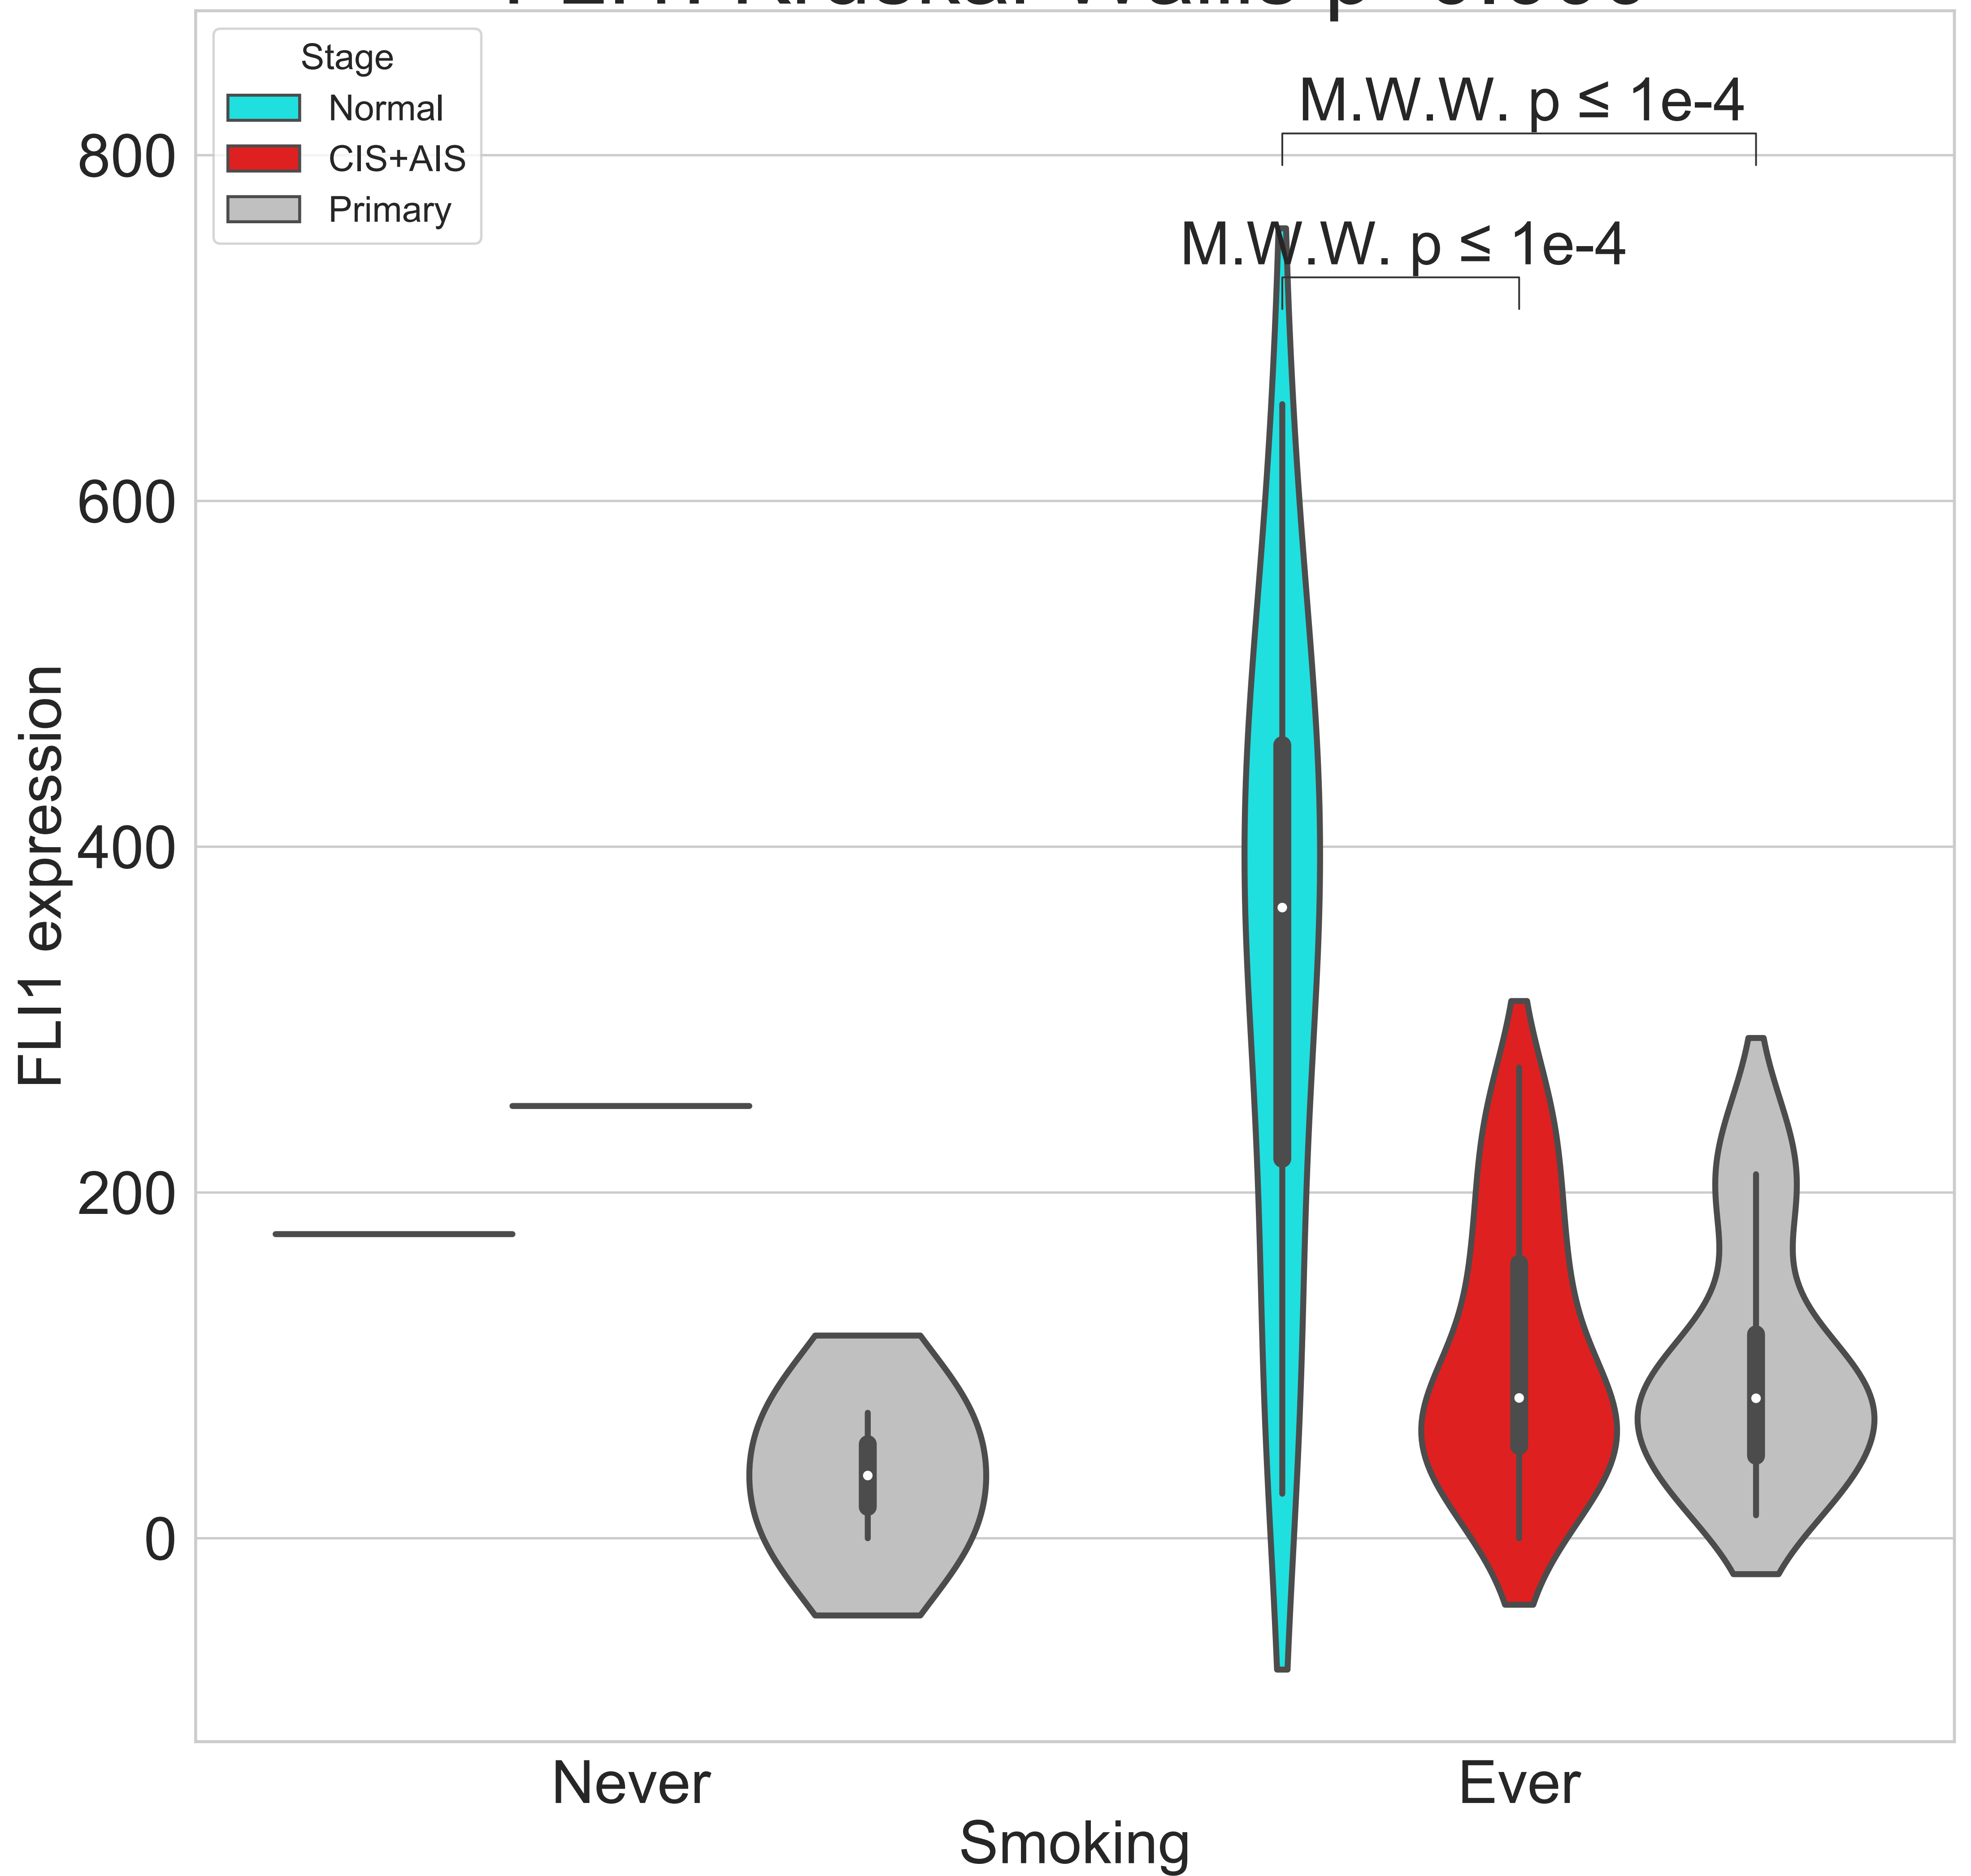 Stage
Normal
CIS+AIS
Primary
M.W.W. p ≤ 1e-4
M.W.W. p ≤ 1e-4
800
600
400
200
0
FLI1 expression
Never
Ever
Smoking